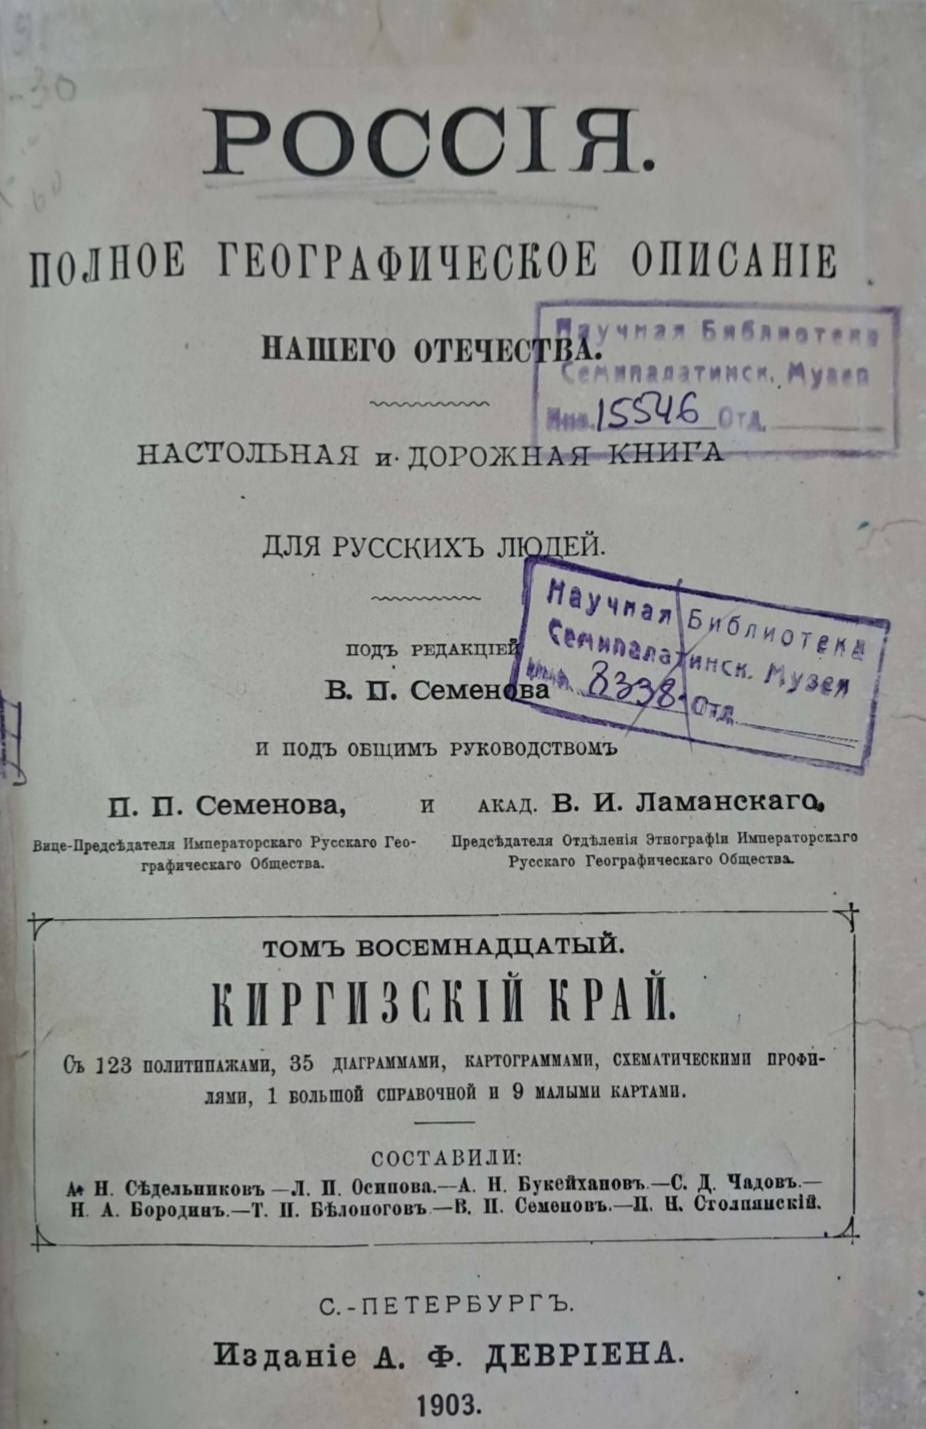 РОССІЯ.
ПОЛНОЕ ГЕОГРАФИЧЕСКОЕ ОПИСАНІЕ
НАШЕГО ОТЕЧЕСТВА.
Научная Библиотека
Семипалатинск. Музея
Инв. 15546 Отд.
НАСТОЛЬНАЯ и ДОРОЖНАЯ КНИГА
ДЛЯ РУССКИХЪ ЛЮДЕЙ.
Научная Библиотека
Семипалатинск. Музея
Инв. 8338 Отд.
ПОДЪ РЕДАКЦІЕЙ
В. П. Семенова
И ПОДЪ ОБЩИМЪ РУКОВОДСТВОМЪ
П. П. Семенова, И АКАД. В. И. Ламанскаго,
Вице-Предсѣдателя Императорскаго Русскаго Гео-
графическаго Общества.
Предсѣдателя Отдѣленія Этнографіи Императорскаго
Русскаго Географическаго Общества.
ТОМЪ ВОСЕМНАДЦАТЫЙ.
КИРГИЗСКІЙ КРАЙ.
Съ 123 ПОЛИТИПАЖАМИ, 35 ДІАГРАММАМИ, КАРТОГРАММАМИ, СХЕМАТИЧЕСКИМИ ПРОФИ-
ЛЯМИ, 1 БОЛЬШОЙ СПРАВОЧНОЙ И 9 МАЛЫМИ КАРТАМИ.
СОСТАВИЛИ:
А. Н. Сѣдельниковъ.—Л. П. Осипова.—А. Н. Букейхановъ.—С. Д. Чадовъ.—
Н. А. Бородинъ.—Т. П. Бѣлоноговъ.—В. П. Семеновъ.—П. Н. Столпянскій.
С.-ПЕТЕРБУРГЪ.
Изданіе А. Ф. ДЕВРІЕНА.
1903.